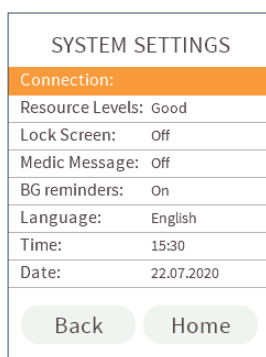 SYSTEM SETTINGS
Connection:
Resource Levels: Good
Lock Screen: Off
Medic Message: Off
BG reminders: On
Language: English
Time: 15:30
Date: 22.07.2020
Back Home